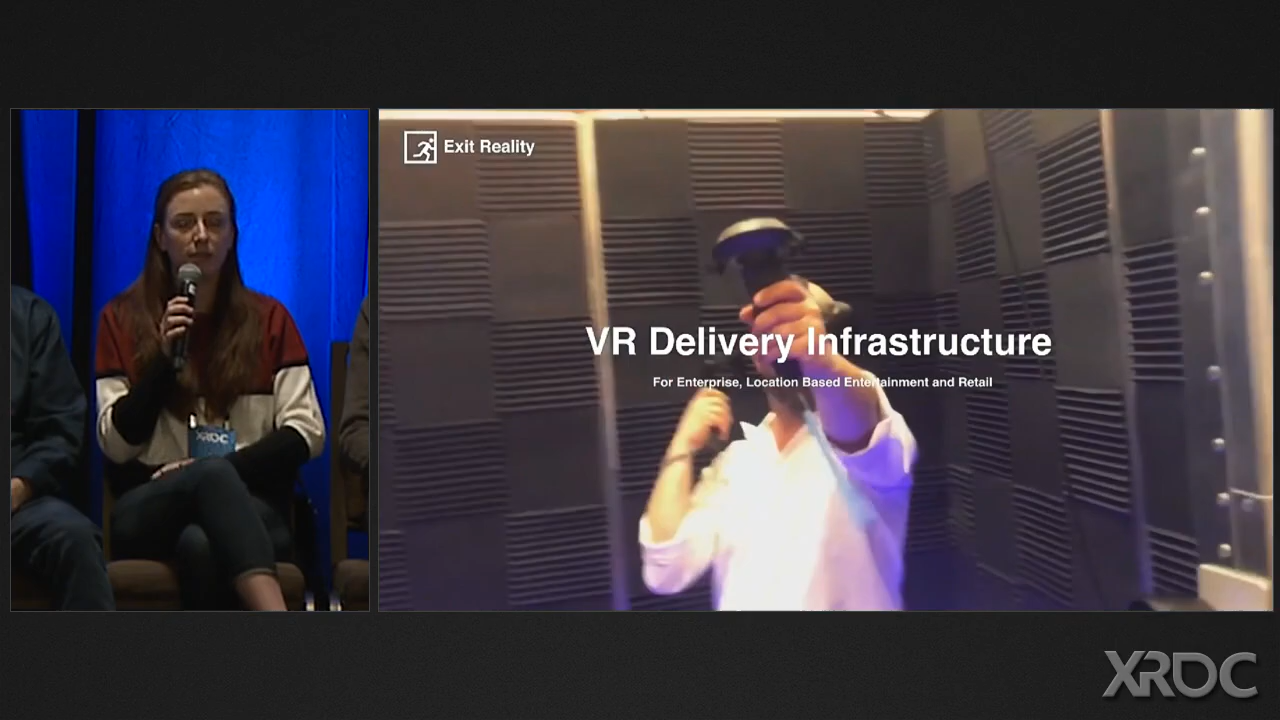 Exit Reality
VR Delivery Infrastructure
For Enterprise, Location Based Entertainment and Retail
XRDC
XRDC